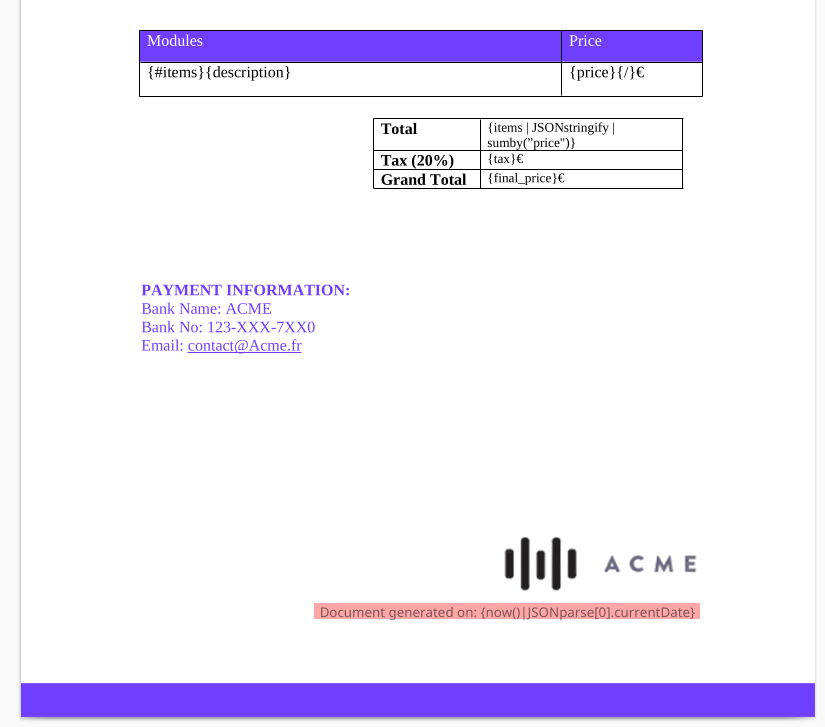 Modules Price
{#items}{description} {price}{/}€
Total {items | JSONstringify |
sumby("price")}
Tax (20%) {tax}€
Grand Total {final_price}€
PAYMENT INFORMATION:
Bank Name: ACME
Bank No: 123-XXX-7XX0
Email: contact@Acme.fr
ACME
Document generated on: {now()|JSONparse[0].currentDate}